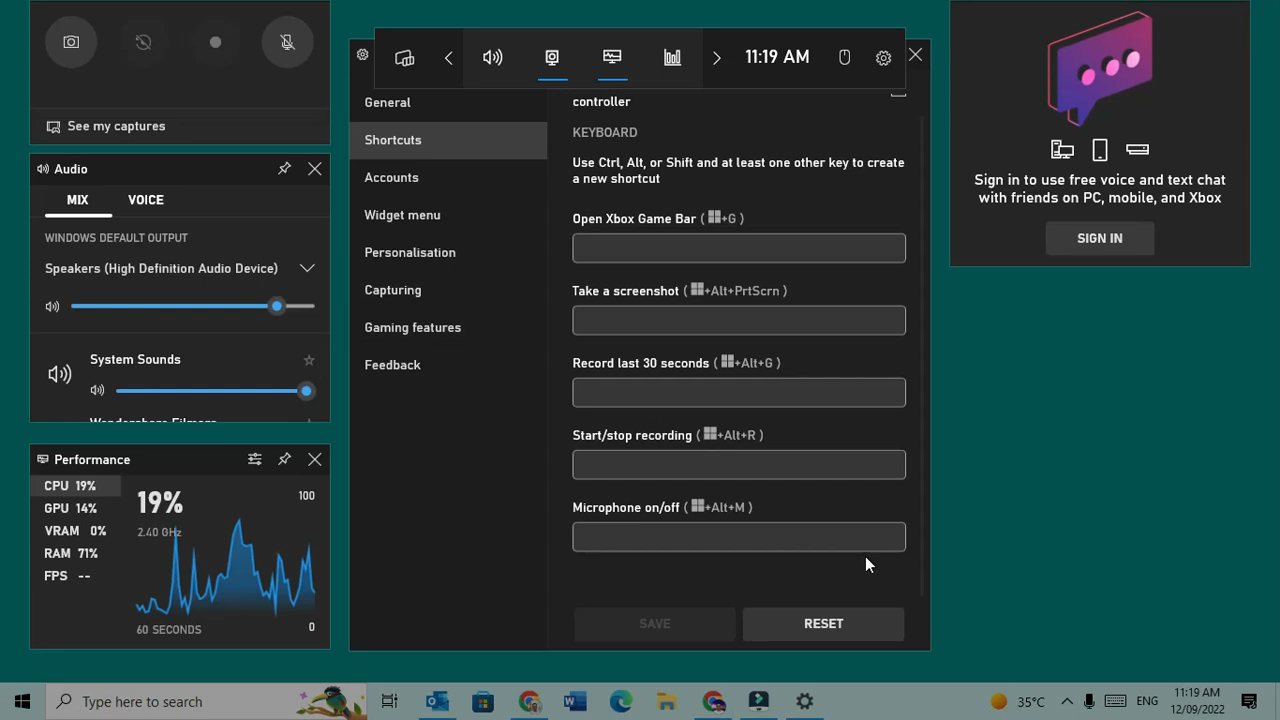 See my captures
Audio
MIX VOICE
WINDOWS DEFAULT OUTPUT
Speakers (High Definition Audio Device)
System Sounds
Wondershare Filmora
Performance
CPU 19%
GPU 14%
VRAM 0%
RAM 71%
FPS --
19%
2.40 GHz
100
60 SECONDS
0
11:19 AM
General
Shortcuts
Accounts
Widget menu
Personalisation
Capturing
Gaming features
Feedback
controller
KEYBOARD
Use Ctrl, Alt, or Shift and at least one other key to create
a new shortcut
Open Xbox Game Bar ( +G )
Take a screenshot ( +Alt+PrtScrn )
Record last 30 seconds ( +Alt+G )
Start/stop recording ( +Alt+R )
Microphone on/off ( +Alt+M )
SAVE
RESET
Sign in to use free voice and text chat
with friends on PC, mobile, and Xbox
SIGN IN
Type here to search
35°C
ENG
11:19 AM
12/09/2022